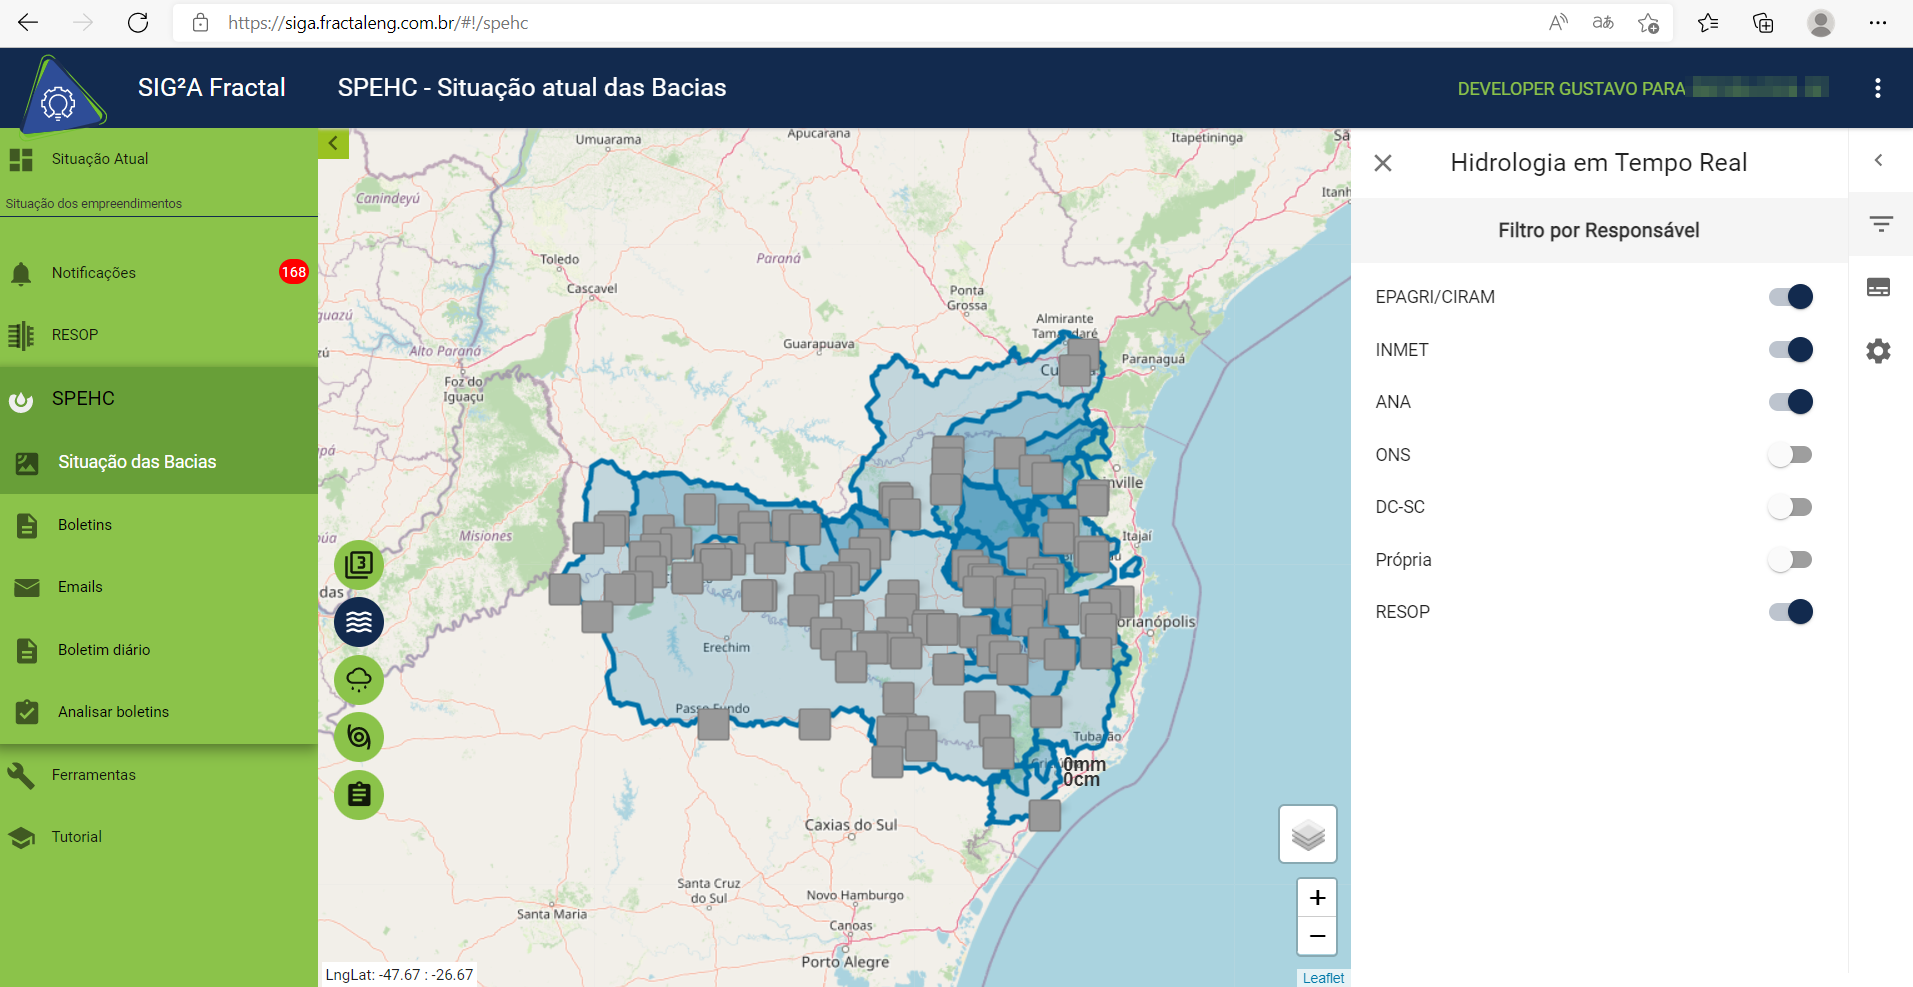 https://siga.fractaleng.com.br/#!/spehc
SIG²A Fractal
SPEHC - Situação atual das Bacias
DEVELOPER GUSTAVO PARA
Situação Atual
Situação dos empreendimentos
Notificações
168
RESOP
SPEHC
Situação das Bacias
Boletins
Emails
Boletim diário
Analisar boletins
Ferramentas
Tutorial
Umuarama
Apucarana
Itapetininga
Canindeyú
Toledo
Paraná
Cascavel
Ponta
Grossa
Almirante
Tamandaré
Guarapuava
Alto Paraná
Paranaguá
Foz do
Iguaçu
Misiones
Itajaí
Erechim
Passo Fundo
Tubarão
0mm
0cm
Caxias do Sul
Santa Cruz
do Sul
Novo Hamburgo
Santa Maria
Canoas
Porto Alegre
3
LngLat: -47.67 : -26.67
+
−
Leaflet
Hidrologia em Tempo Real
Filtro por Responsável
EPAGRI/CIRAM
INMET
ANA
ONS
DC-SC
Própria
RESOP